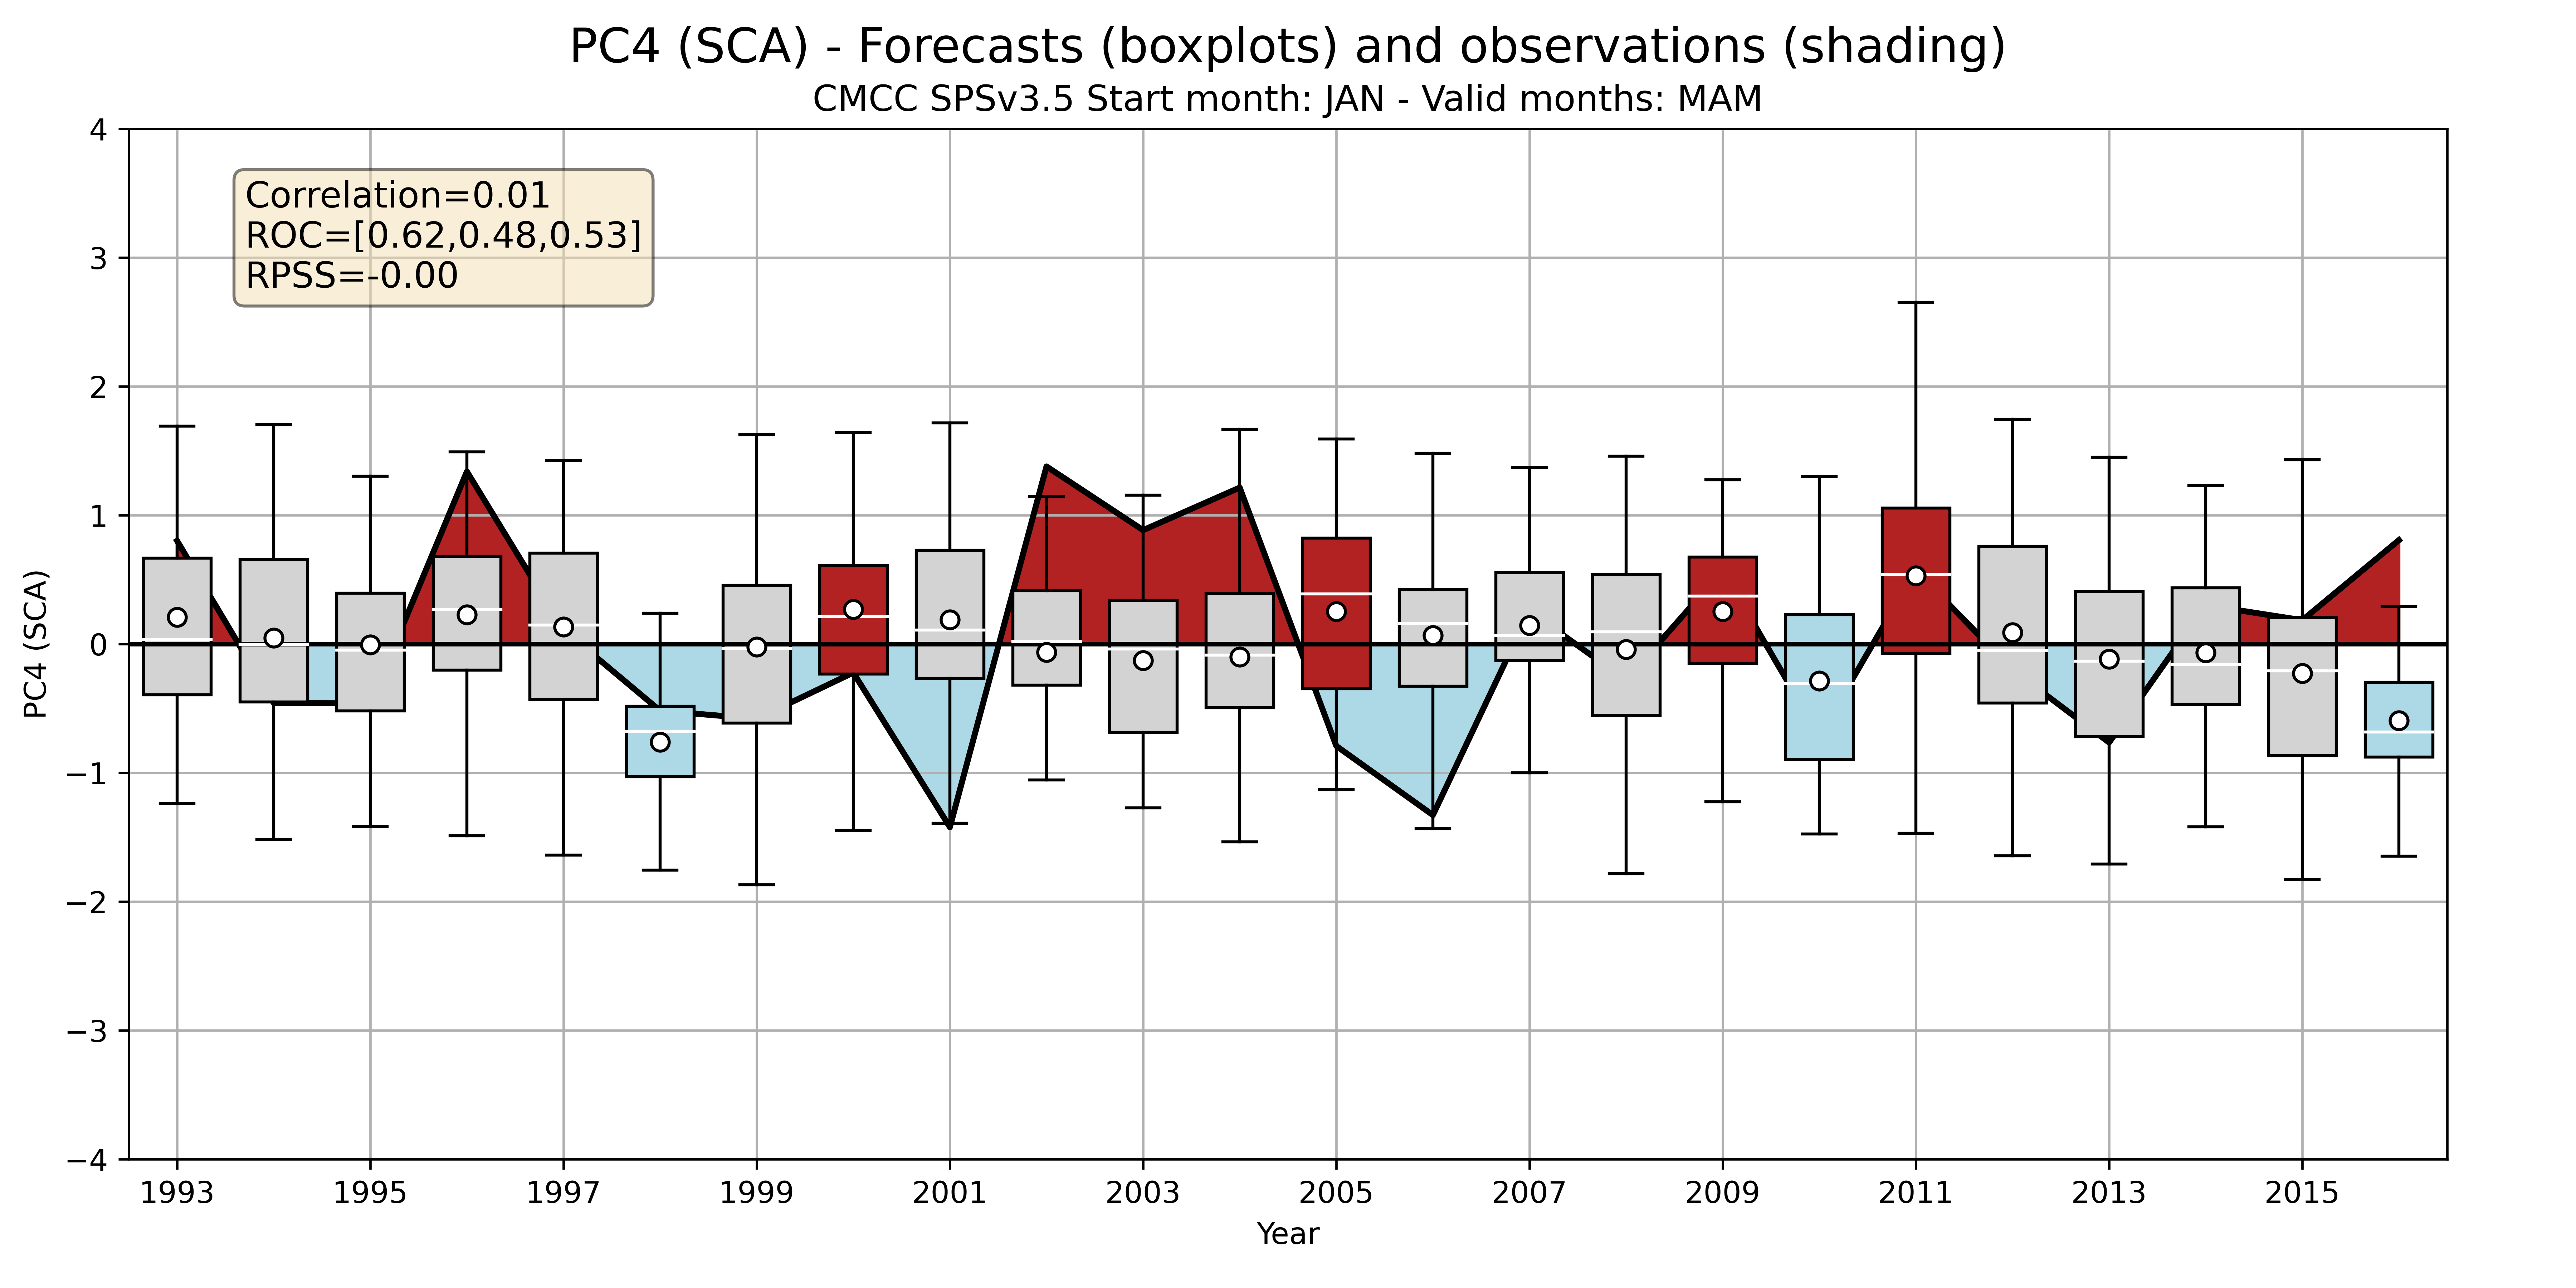 PC4 (SCA) - Forecasts (boxplots) and observations (shading)
CMCC SPSv3.5 Start month: JAN - Valid months: MAM
Correlation=0.01
ROC=[0.62,0.48,0.53]
RPSS=-0.00
PC4 (SCA)
4
3
2
1
0
−1
−2
−3
−4
1993 1995 1997 1999 2001 2003 2005 2007 2009 2011 2013 2015
Year